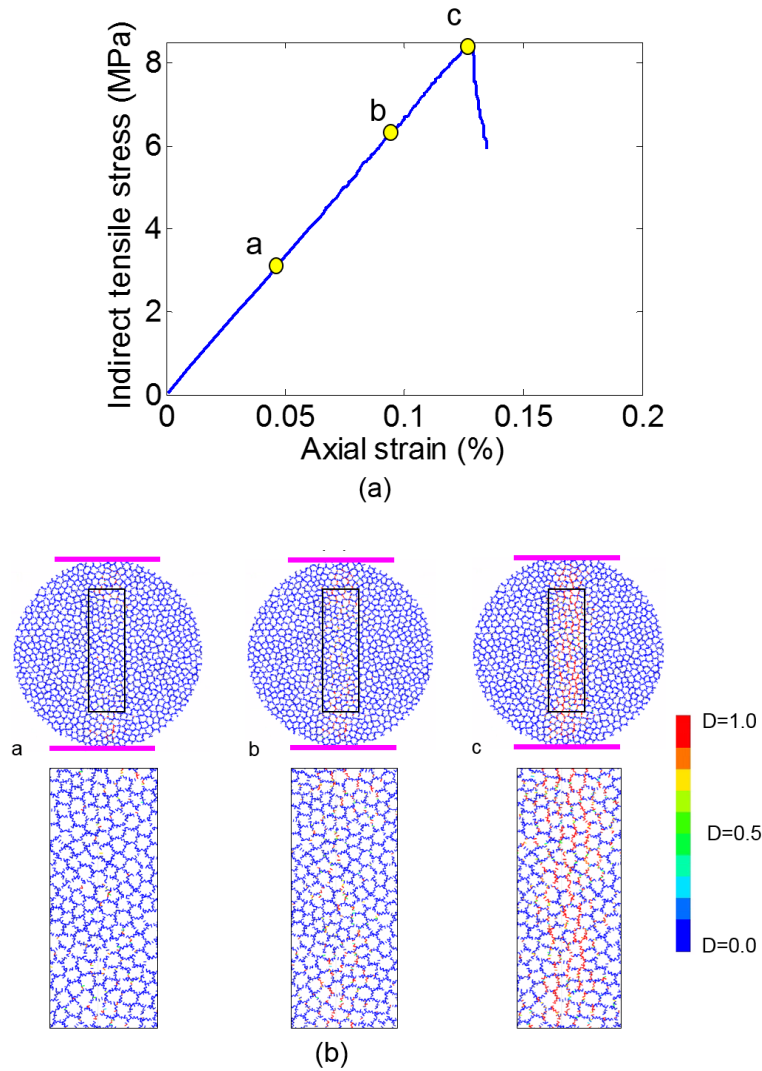 c
Indirect tensile stress (MPa)
8
6
4
2
0
b
a
0
0.05
0.1
0.15
0.2
Axial strain (%)
(a)
a
b
c
D=1.0
D=0.5
D=0.0
(b)